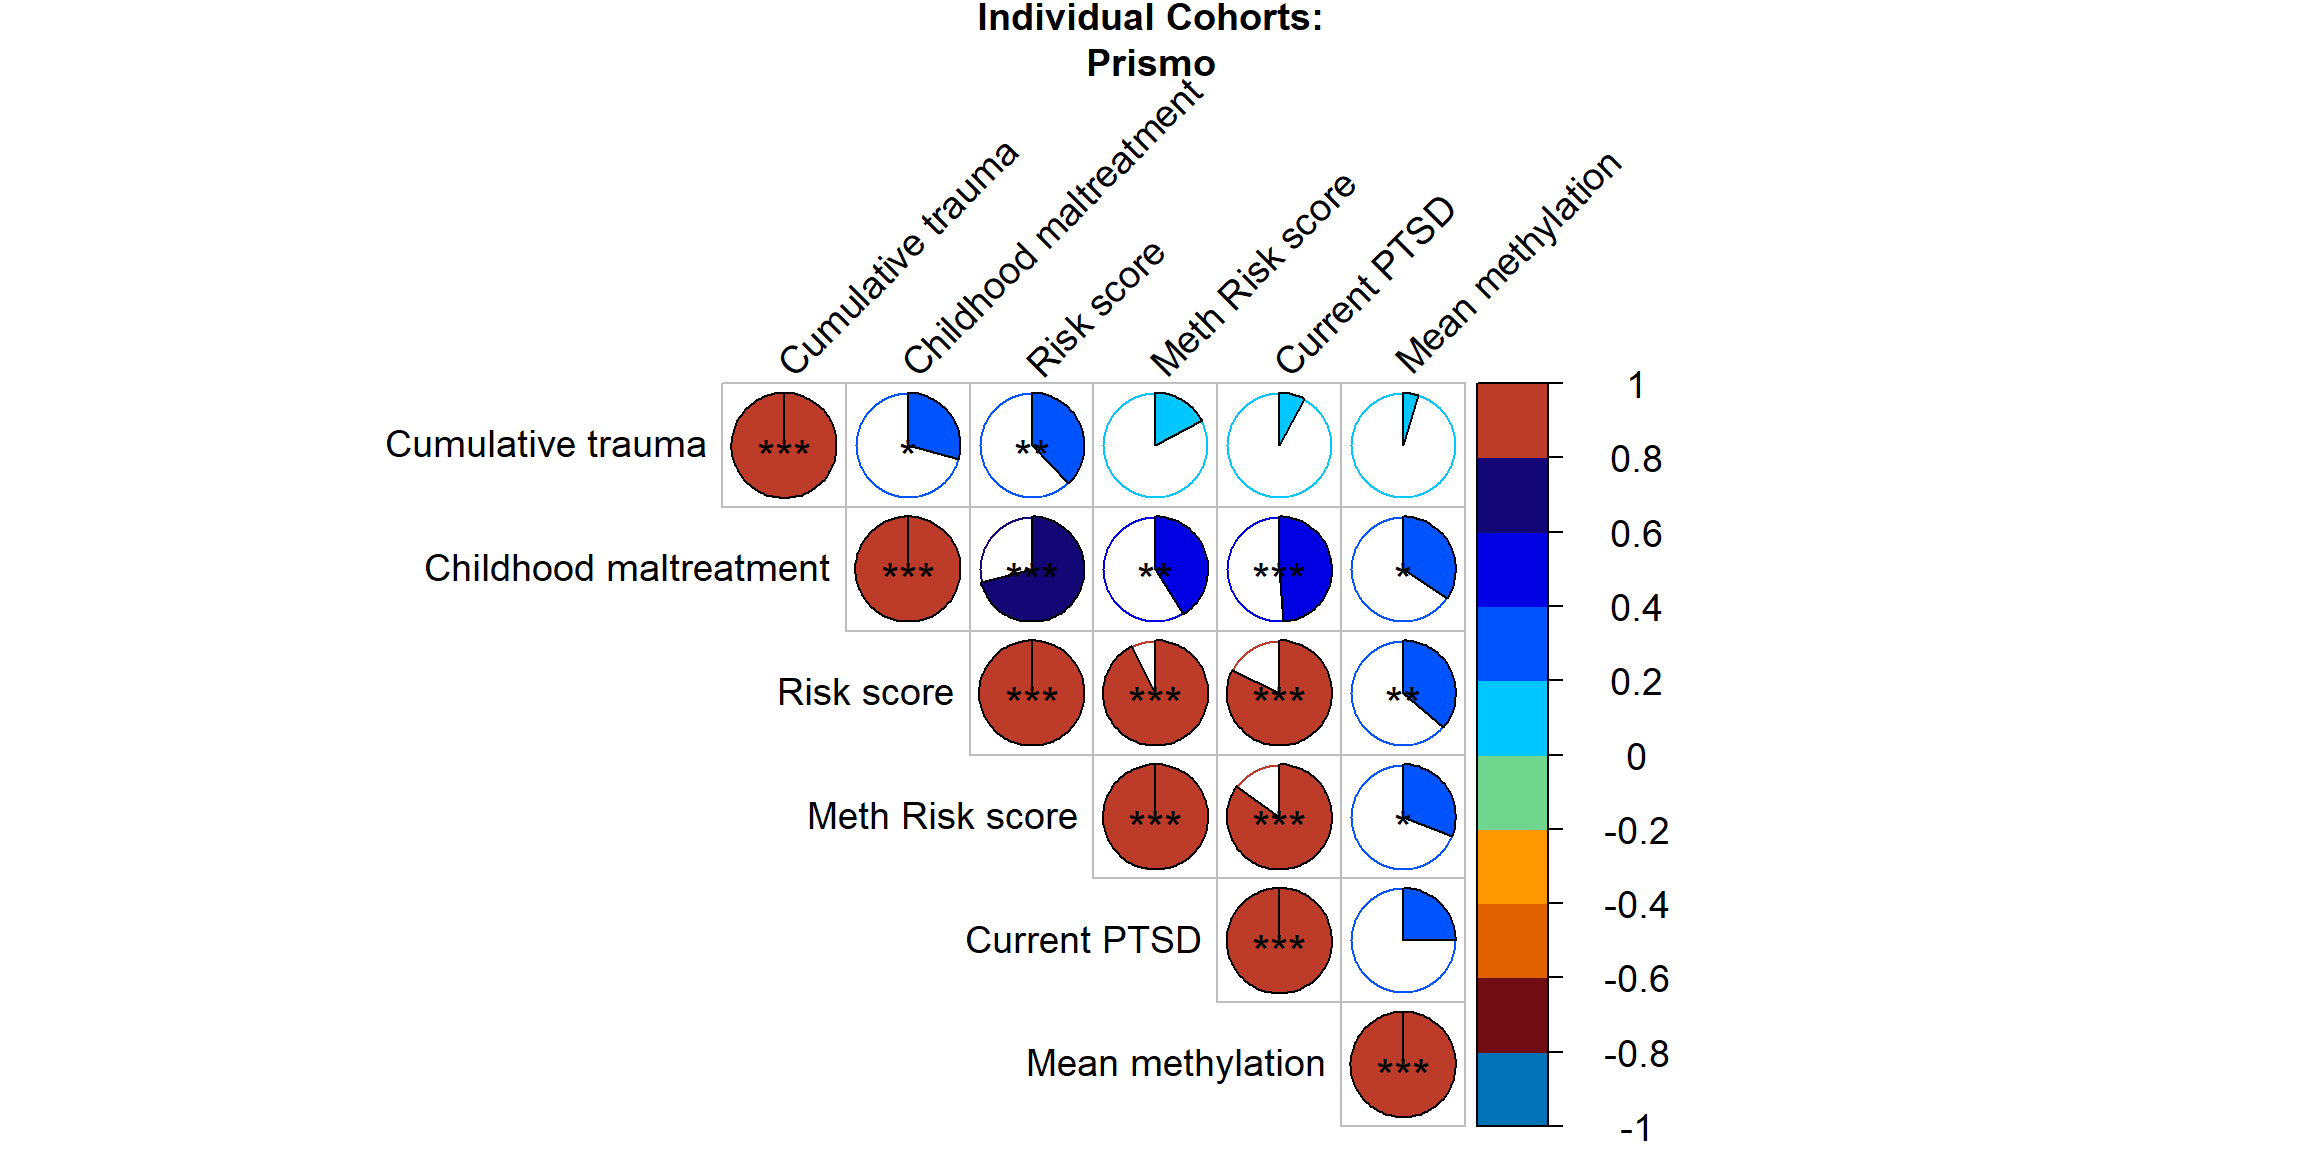 Individual Cohorts:
Prismo
Cumulative trauma
Childhood maltreatment
Risk score
Meth Risk score
Current PTSD
Mean methylation
Cumulative trauma
***
*
**
Childhood maltreatment
***
***
**
***
*
Risk score
***
***
***
**
Meth Risk score
***
***
*
Current PTSD
***
Mean methylation
***
1
0.8
0.6
0.4
0.2
0
-0.2
-0.4
-0.6
-0.8
-1